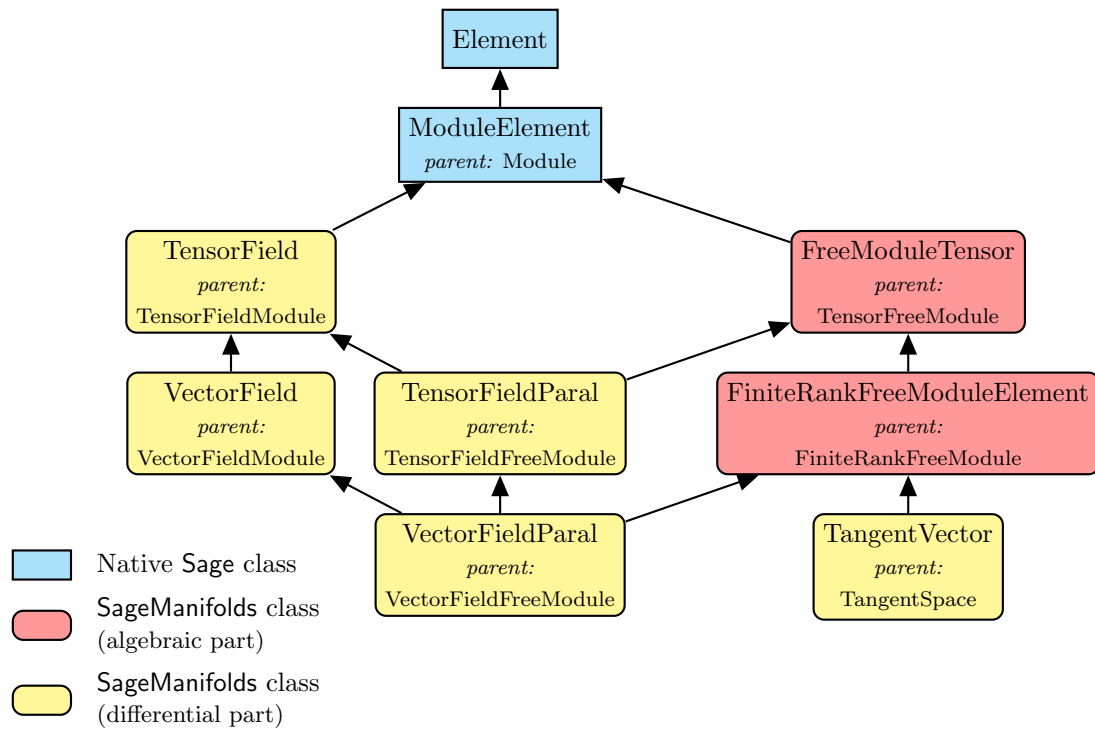 Element
ModuleElement
parent: Module
TensorField
parent:
TensorFieldModule
FreeModuleTensor
parent:
TensorFreeModule
VectorField
parent:
VectorFieldModule
TensorFieldParal
parent:
TensorFieldFreeModule
FiniteRankFreeModuleElement
parent:
FiniteRankFreeModule
VectorFieldParal
parent:
VectorFieldFreeModule
TangentVector
parent:
TangentSpace
Native Sage class
SageManifolds class
(algebraic part)
SageManifolds class
(differential part)